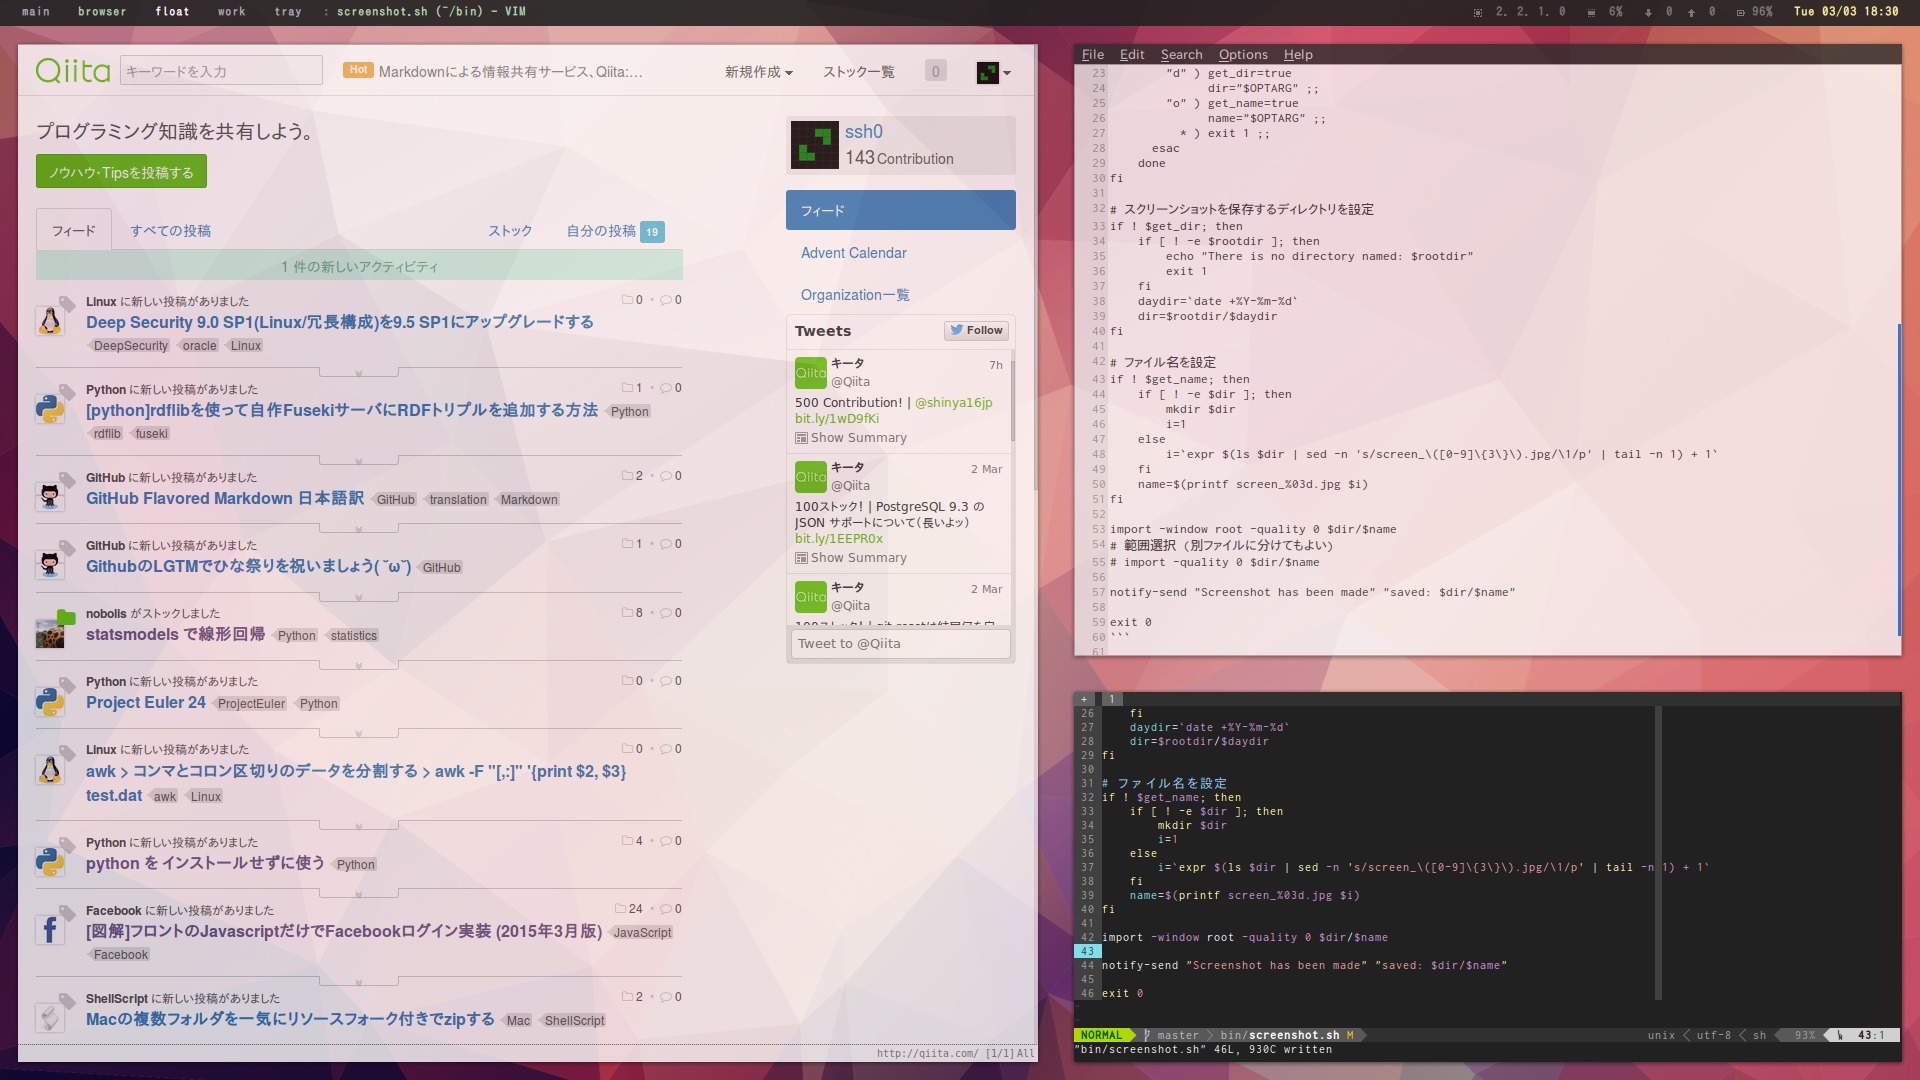 main browser float work tray : screenshot.sh (~/bin) - VIM
2. 2. 1. 0 6% 0 0 96% Tue 03/03 18:30
Qiita キーワードを入力 Hot Markdownによる情報共有サービス、Qiita:… 新規作成 ストック一覧 0
プログラミング知識を共有しよう。
ノウハウ・Tipsを投稿する
フィード すべての投稿 ストック 自分の投稿 19
1 件の新しいアクティビティ
Linux に新しい投稿がありました 0 • 0
Deep Security 9.0 SP1(Linux/冗長構成)を9.5 SP1にアップグレードする
DeepSecurity oracle Linux
Python に新しい投稿がありました 1 • 0
[python]rdflibを使って自作FusekiサーバにRDFトリプルを追加する方法 Python
rdflib fuseki
GitHub に新しい投稿がありました 2 • 0
GitHub Flavored Markdown 日本語訳 GitHub translation Markdown
GitHub に新しい投稿がありました 1 • 0
GithubのLGTMでひな祭りを祝いましょう( ˘ω˘) GitHub
nobolis がストックしました 8 • 0
statsmodels で線形回帰 Python statistics
Python に新しい投稿がありました 0 • 0
Project Euler 24 ProjectEuler Python
Linux に新しい投稿がありました 0 • 0
awk > コンマとコロン区切りのデータを分割する > awk -F "[,:]" '{print $2, $3}
test.dat awk Linux
Python に新しい投稿がありました 4 • 0
python をインストールせずに使う Python
Facebook に新しい投稿がありました 24 • 0
[図解]フロントのJavascriptだけでFacebookログイン実装 (2015年3月版) JavaScript
Facebook
ShellScript に新しい投稿がありました 2 • 0
Macの複数フォルダを一気にリソースフォーク付きでzipする Mac ShellScript
ssh0
143 Contribution
フィード
Advent Calendar
Organization一覧
Tweets Follow
Qiita キータ 7h
@Qiita
500 Contribution! | @shinya16jp
bit.ly/1wD9fKi
Show Summary
Qiita キータ 2 Mar
@Qiita
100ストック! | PostgreSQL 9.3 の
JSON サポートについて(長いよッ)
bit.ly/1EEPR0x
Show Summary
Qiita キータ 2 Mar
@Qiita
Tweet to @Qiita
http://qiita.com/ [1/1] All
File Edit Search Options Help
23 "d" ) get_dir=true
24 dir="$OPTARG" ;;
25 "o" ) get_name=true
26 name="$OPTARG" ;;
27 * ) exit 1 ;;
28 esac
29 done
30 fi
31
32 # スクリーンショットを保存するディレクトリを設定
33 if ! $get_dir; then
34 if [ ! -e $rootdir ]; then
35 echo "There is no directory named: $rootdir"
36 exit 1
37 fi
38 daydir=`date +%Y-%m-%d`
39 dir=$rootdir/$daydir
40 fi
41
42 # ファイル名を設定
43 if ! $get_name; then
44 if [ ! -e $dir ]; then
45 mkdir $dir
46 i=1
47 else
48 i=`expr $(ls $dir | sed -n 's/screen_\([0-9]\{3\}\).jpg/\1/p' | tail -n 1) + 1`
49 fi
50 name=$(printf screen_%03d.jpg $i)
51 fi
52
53 import -window root -quality 0 $dir/$name
54 # 範囲選択 (別ファイルに分けてもよい)
55 # import -quality 0 $dir/$name
56
57 notify-send "Screenshot has been made" "saved: $dir/$name"
58
59 exit 0
60 ```
61
+ 1
26 fi
27 daydir=`date +%Y-%m-%d`
28 dir=$rootdir/$daydir
29 fi
30
31 # ファイル名を設定
32 if ! $get_name; then
33 if [ ! -e $dir ]; then
34 mkdir $dir
35 i=1
36 else
37 i=`expr $(ls $dir | sed -n 's/screen_\([0-9]\{3\}\).jpg/\1/p' | tail -n 1) + 1`
38 fi
39 name=$(printf screen_%03d.jpg $i)
40 fi
41
42 import -window root -quality 0 $dir/$name
43
44 notify-send "Screenshot has been made" "saved: $dir/$name"
45
46 exit 0
NORMAL master bin/screenshot.sh M unix utf-8 sh 93% 43:1
"bin/screenshot.sh" 46L, 930C written